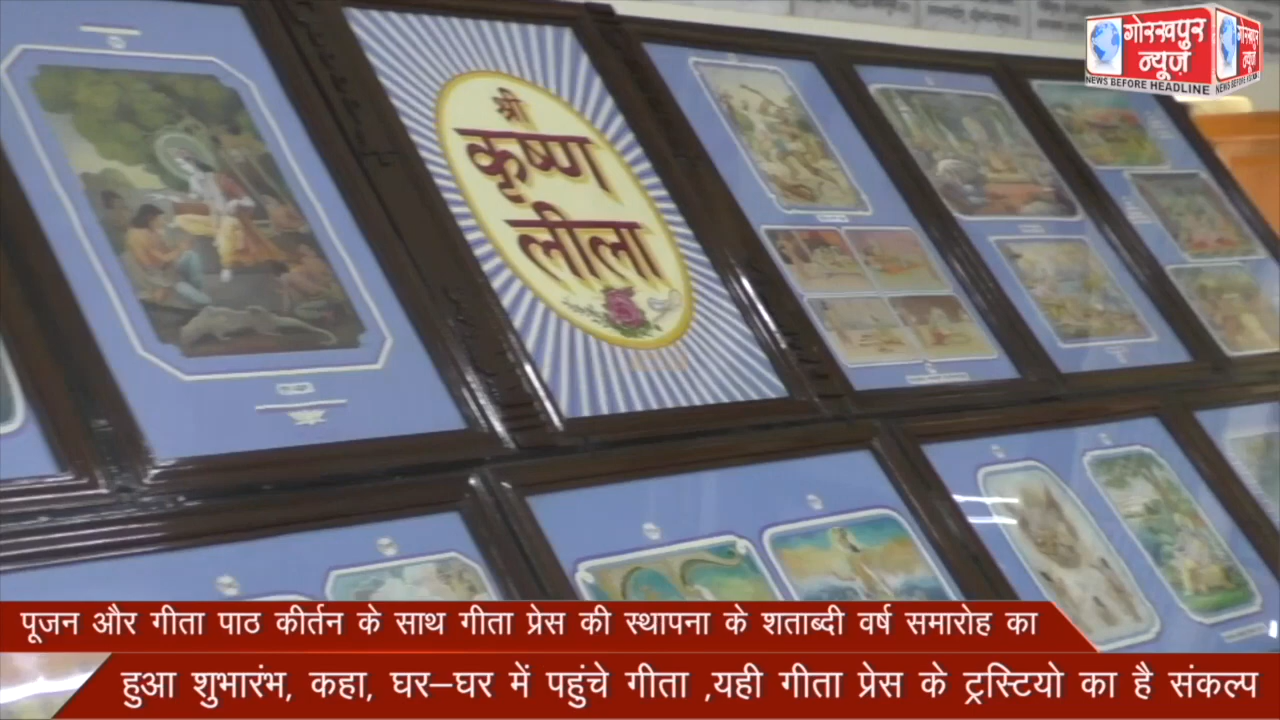 गोरखपुर
न्यूज़
NEWS BEFORE HEADLINE
श्री
कृष्ण
लीला
पूजन और गीता पाठ कीर्तन के साथ गीता प्रेस की स्थापना के शताब्दी वर्ष समारोह का
हुआ शुभारंभ, कहा, घर–घर में पहुंचे गीता ,यही गीता प्रेस के ट्रस्टियो का है संकल्प